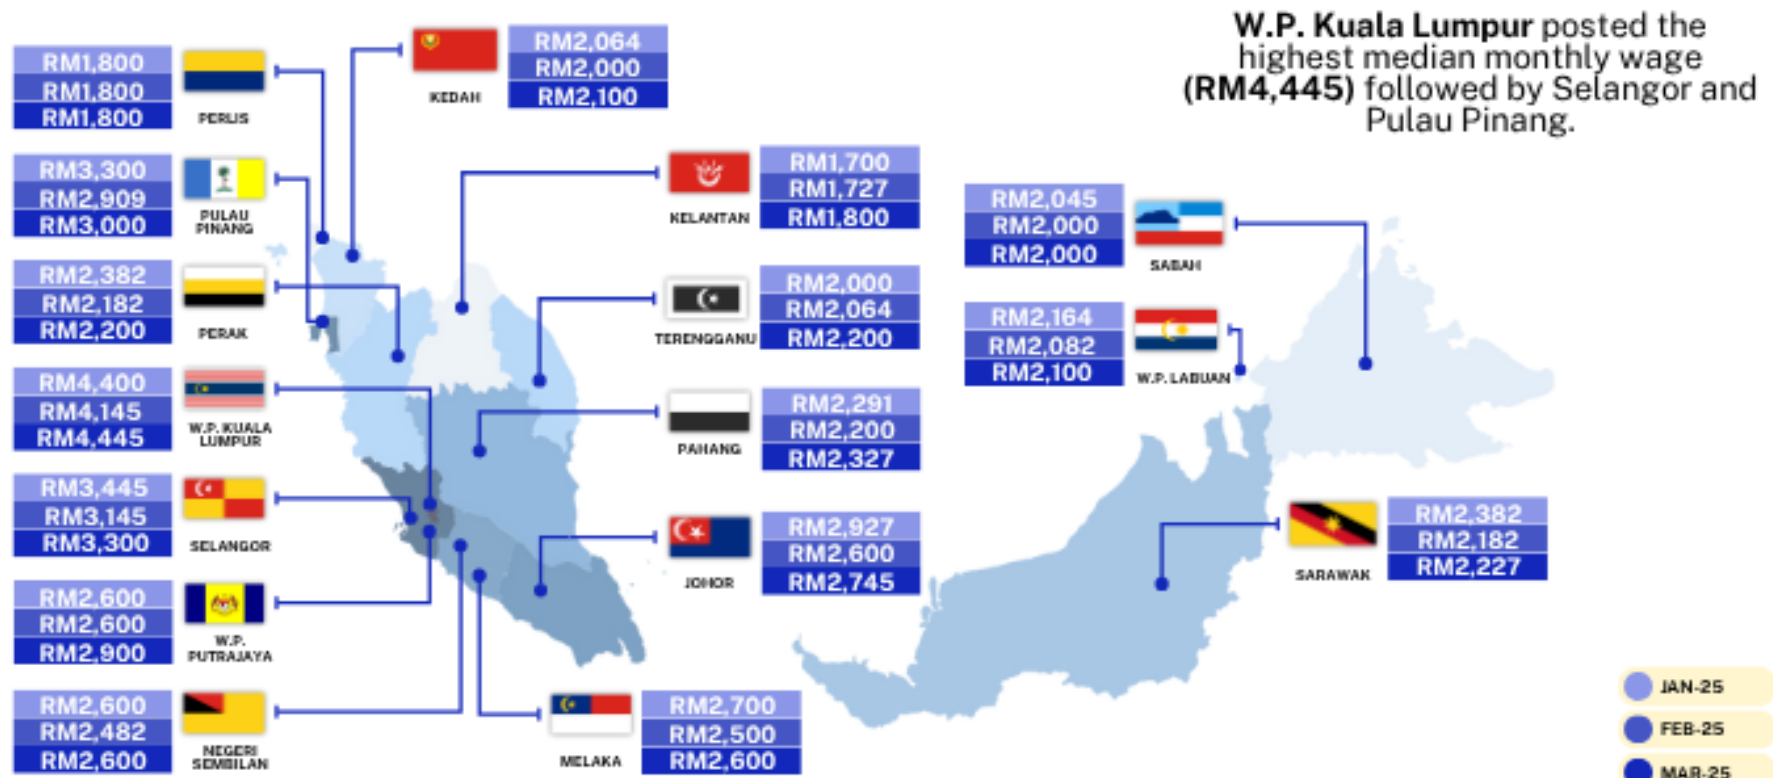 W.P. Kuala Lumpur posted the
highest median monthly wage
(RM4,445) followed by Selangor and
Pulau Pinang.
RM1,800
RM1,800
RM1,800
PERLIS
RM2,064
RM2,000
RM2,100
KEDAH
RM3,300
RM2,909
RM3,000
PULAU
PINANG
RM1,700
RM1,727
RM1,800
KELANTAN
RM2,045
RM2,000
RM2,000
SABAH
RM2,382
RM2,182
RM2,200
PERAK
RM2,000
RM2,064
RM2,200
TERENGGANU
RM2,164
RM2,082
RM2,100
W.P. LABUAN
RM4,400
RM4,145
RM4,445
W.P. KUALA
LUMPUR
RM2,291
RM2,200
RM2,327
PAHANG
RM3,445
RM3,145
RM3,300
SELANGOR
RM2,927
RM2,600
RM2,745
JOHOR
RM2,382
RM2,182
RM2,227
SARAWAK
RM2,600
RM2,600
RM2,900
W.P.
PUTRAJAYA
RM2,600
RM2,482
RM2,600
NEGERI
SEMBILAN
RM2,700
RM2,500
RM2,600
MELAKA
JAN-25
FEB-25
MAR-25